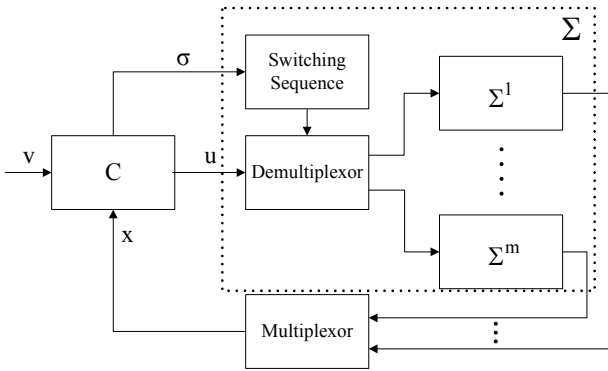 Σ
Switching
Sequence
σ
Σ¹
v
C
u
Demultiplexor
x
Σᵐ
Multiplexor